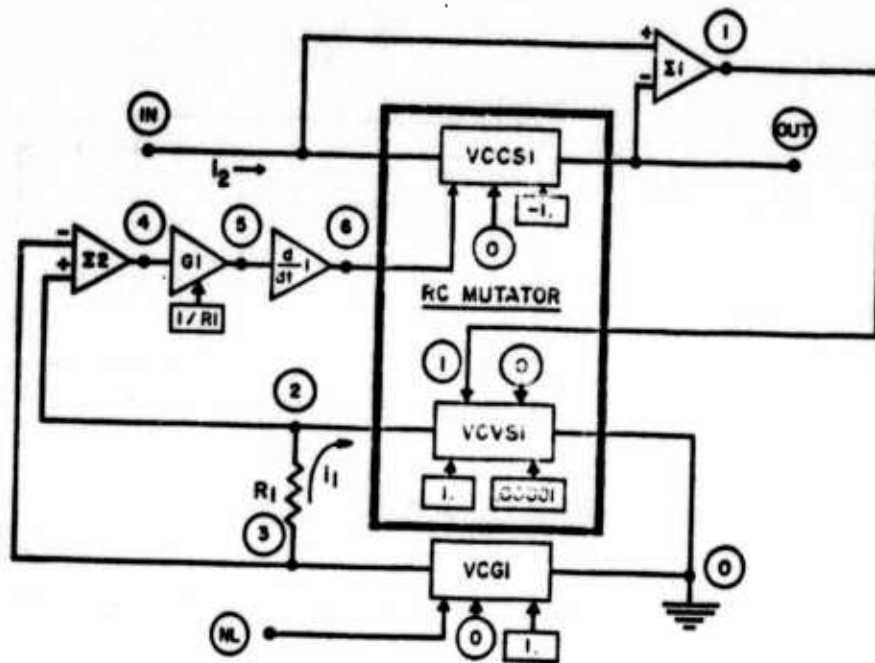 1
+
Σ1
-
IN
OUT
VCCS1
i2 →
-1.
4
5
6
0
-
Σ2
+
G1
d/dt 1
1/R1
RC MUTATOR
1
0
2
VCVS1
i1
1.
.00001
R1
3
VCG1
0
NL
0
1.